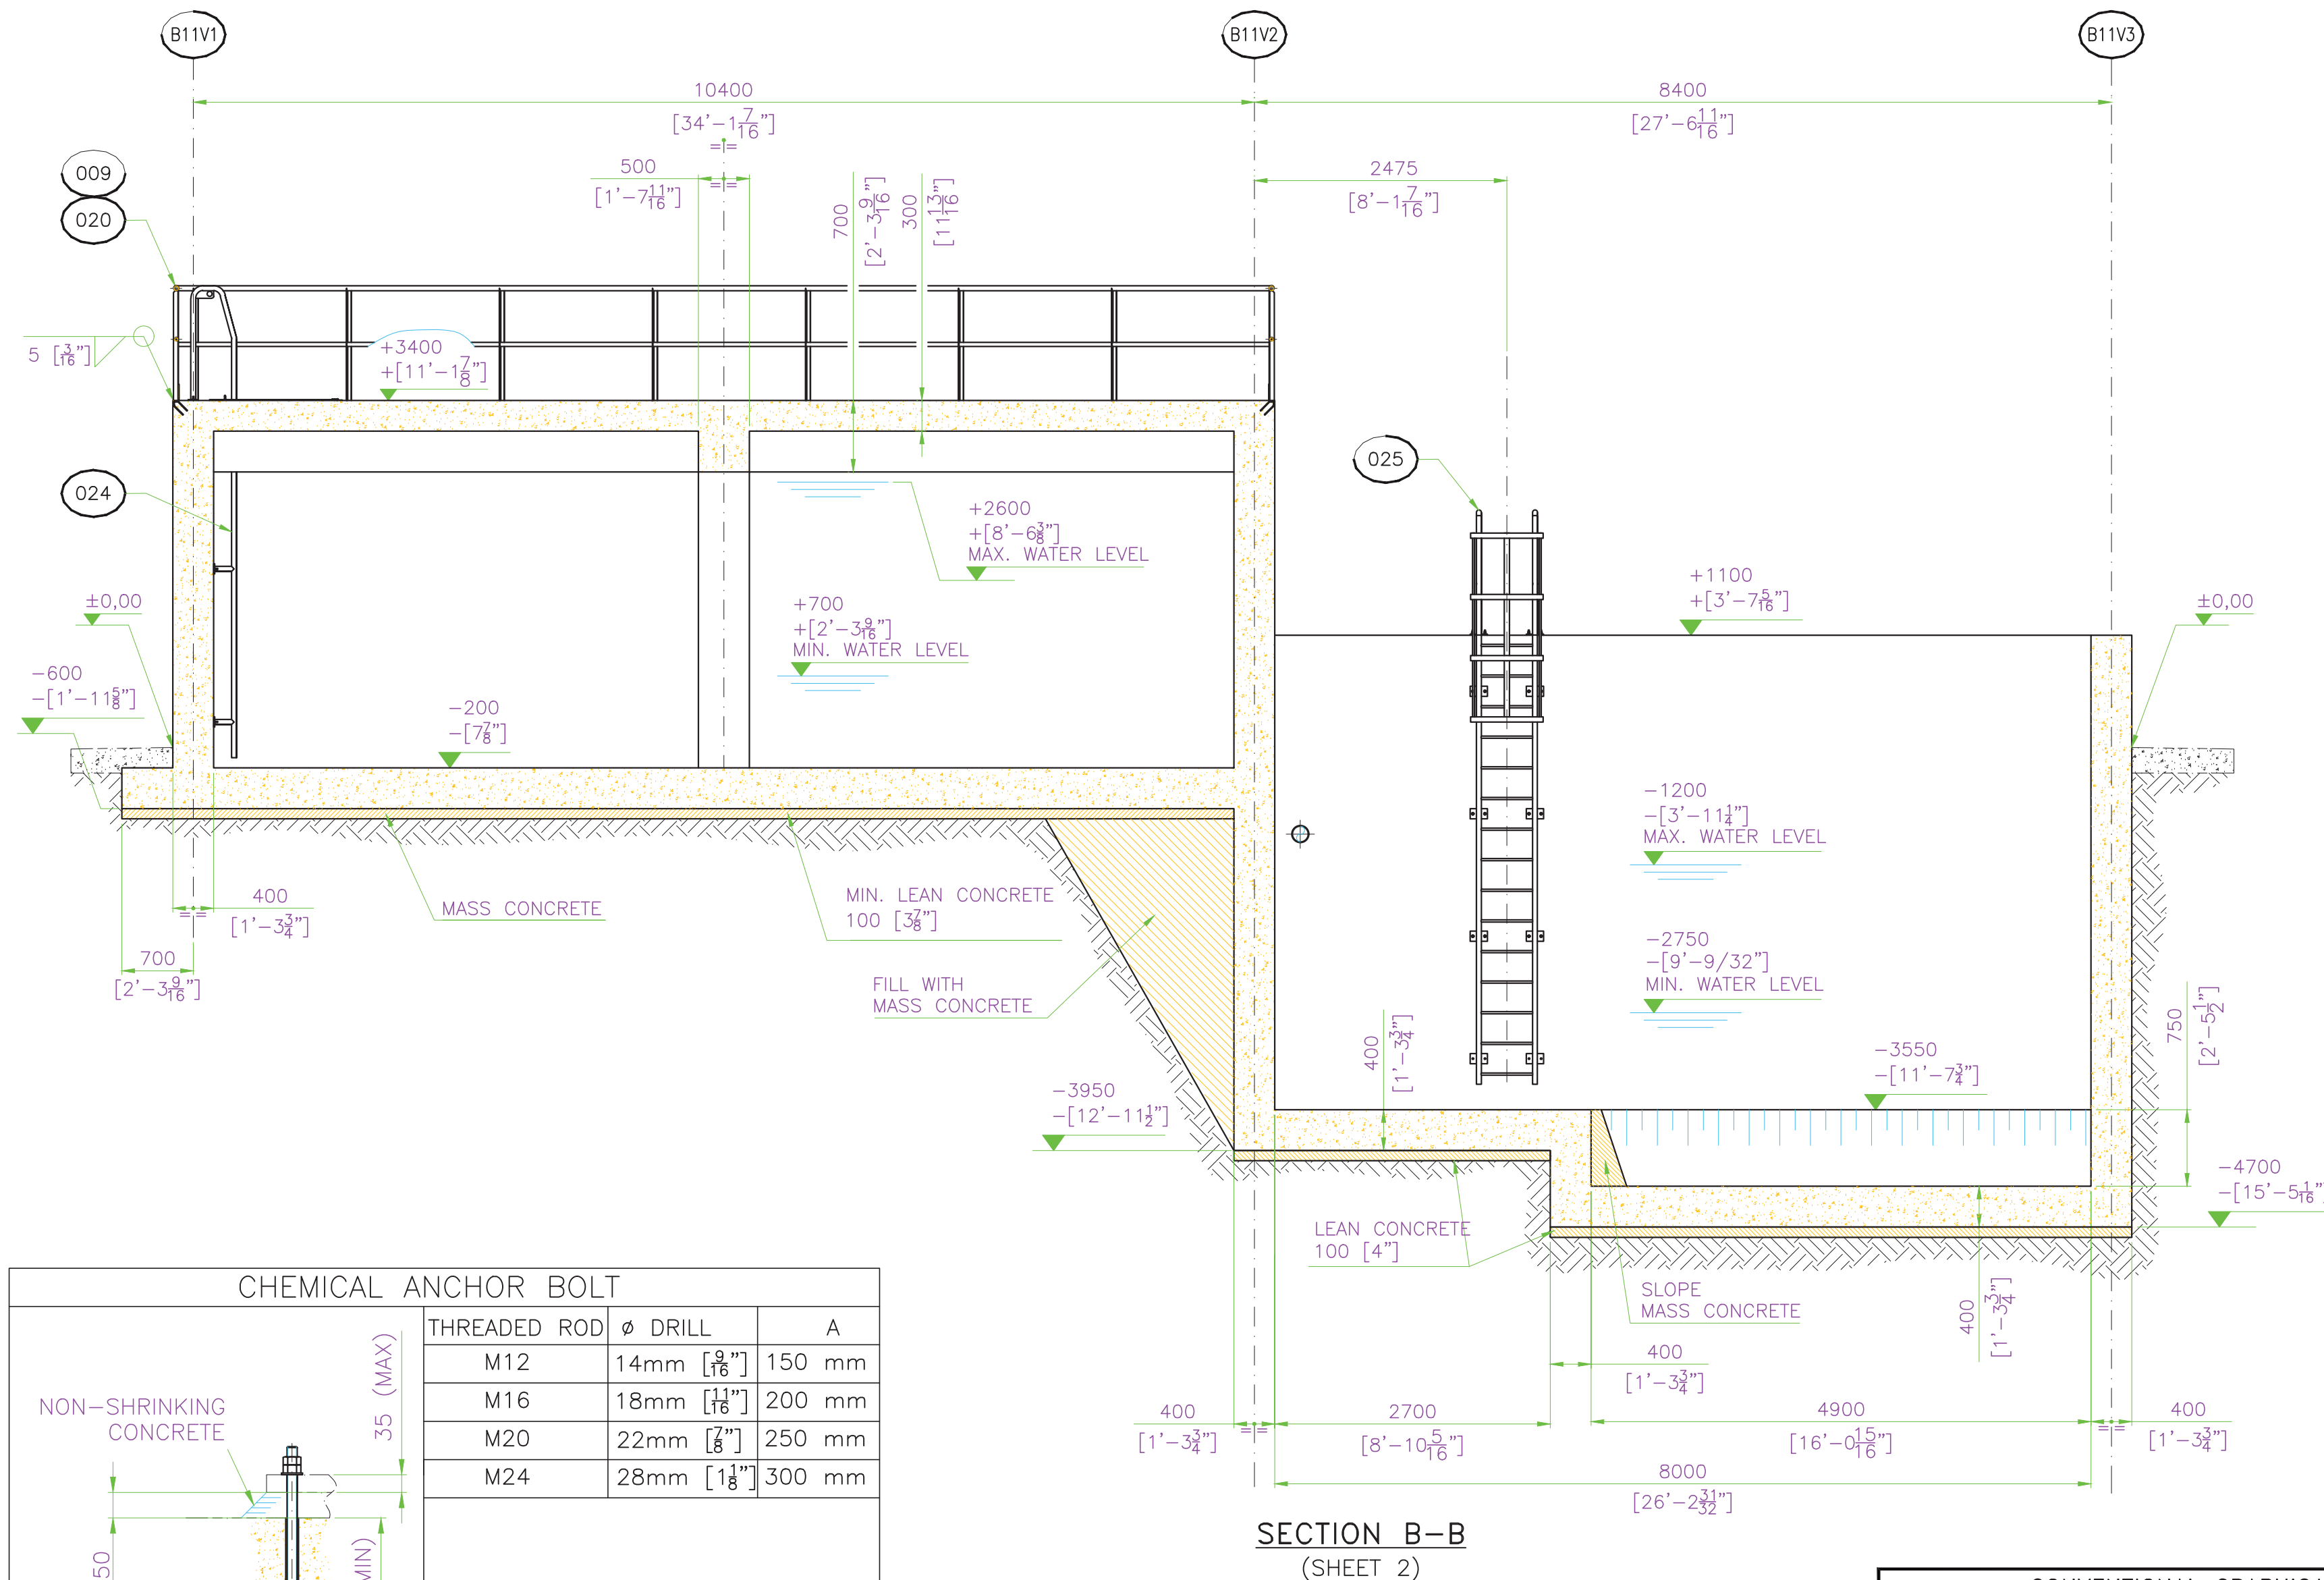 B11V1
B11V2
B11V3
10400
[34'-1 7/16"]
8400
[27'-6 11/16"]
500
[1'-7 11/16"]
2475
[8'-1 7/16"]
700
[2'-3 9/16"]
300
[11 13/16"]
009
020
5 [3/16"]
+3400
+[11'-1 7/8"]
024
025
+2600
+[8'-6 3/8"]
MAX. WATER LEVEL
+700
+[2'-3 9/16"]
MIN. WATER LEVEL
±0,00
+1100
+[3'-7 5/16"]
±0,00
-600
-[1'-11 5/8"]
-200
-[7 7/8"]
-1200
-[3'-11 1/4"]
MAX. WATER LEVEL
400
[1'-3 3/4"]
MASS CONCRETE
MIN. LEAN CONCRETE
100 [3 7/8"]
700
[2'-3 9/16"]
FILL WITH
MASS CONCRETE
-2750
-[9'-9/32"]
MIN. WATER LEVEL
400
[1'-3 3/4"]
750
[2'-5 1/2"]
-3550
-[11'-7 3/4"]
-3950
-[12'-11 1/2"]
-4700
-[15'-5 1/16"
LEAN CONCRETE
100 [4"]
SLOPE
MASS CONCRETE
400
[1'-3 3/4"]
400
[1'-3 3/4"]
400
[1'-3 3/4"]
2700
[8'-10 5/16"]
4900
[16'-0 15/16"]
400
[1'-3 3/4"]
8000
[26'-2 31/32"]
SECTION B-B
(SHEET 2)
CHEMICAL ANCHOR BOLT
THREADED ROD ø DRILL A
M12 14mm [9/16"] 150 mm
M16 18mm [11/16"] 200 mm
M20 22mm [7/8"] 250 mm
M24 28mm [1 1/8"] 300 mm
NON-SHRINKING
CONCRETE
35 (MAX)
50
MIN)